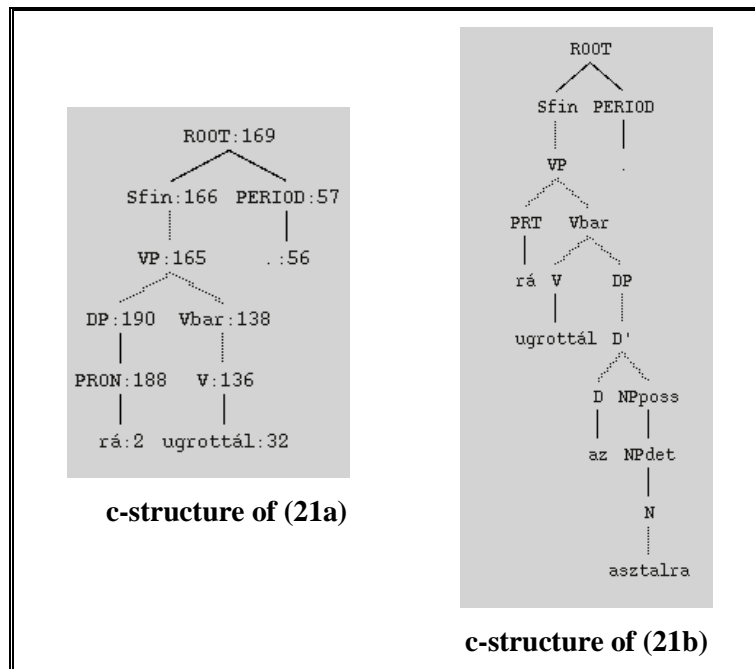 ROOT:169
Sfin:166 PERIOD:57
VP:165 .:56
DP:190 Vbar:138
PRON:188 V:136
rá:2 ugrottál:32
c-structure of (21a)
ROOT
Sfin PERIOD
VP .
PRT Vbar
rá V DP
ugrottál D'
D NPposs
az NPdet
N
asztalra
c-structure of (21b)